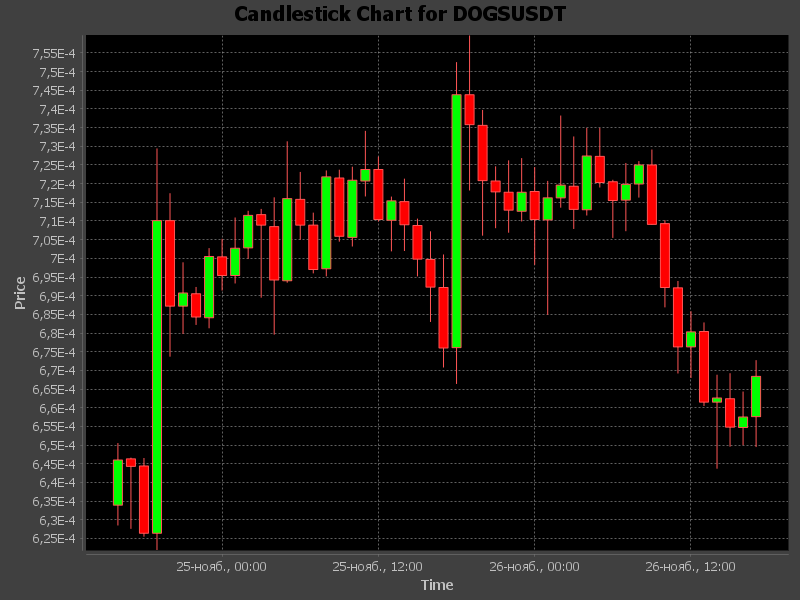 Candlestick Chart for DOGSUSDT
7,55E-4
7,5E-4
7,45E-4
7,4E-4
7,35E-4
7,3E-4
7,25E-4
7,2E-4
7,15E-4
7,1E-4
7,05E-4
7E-4
6,95E-4
6,9E-4
6,85E-4
6,8E-4
6,75E-4
6,7E-4
6,65E-4
6,6E-4
6,55E-4
6,5E-4
6,45E-4
6,4E-4
6,35E-4
6,3E-4
6,25E-4
Price
25-нояб., 00:00 25-нояб., 12:00 26-нояб., 00:00 26-нояб., 12:00
Time